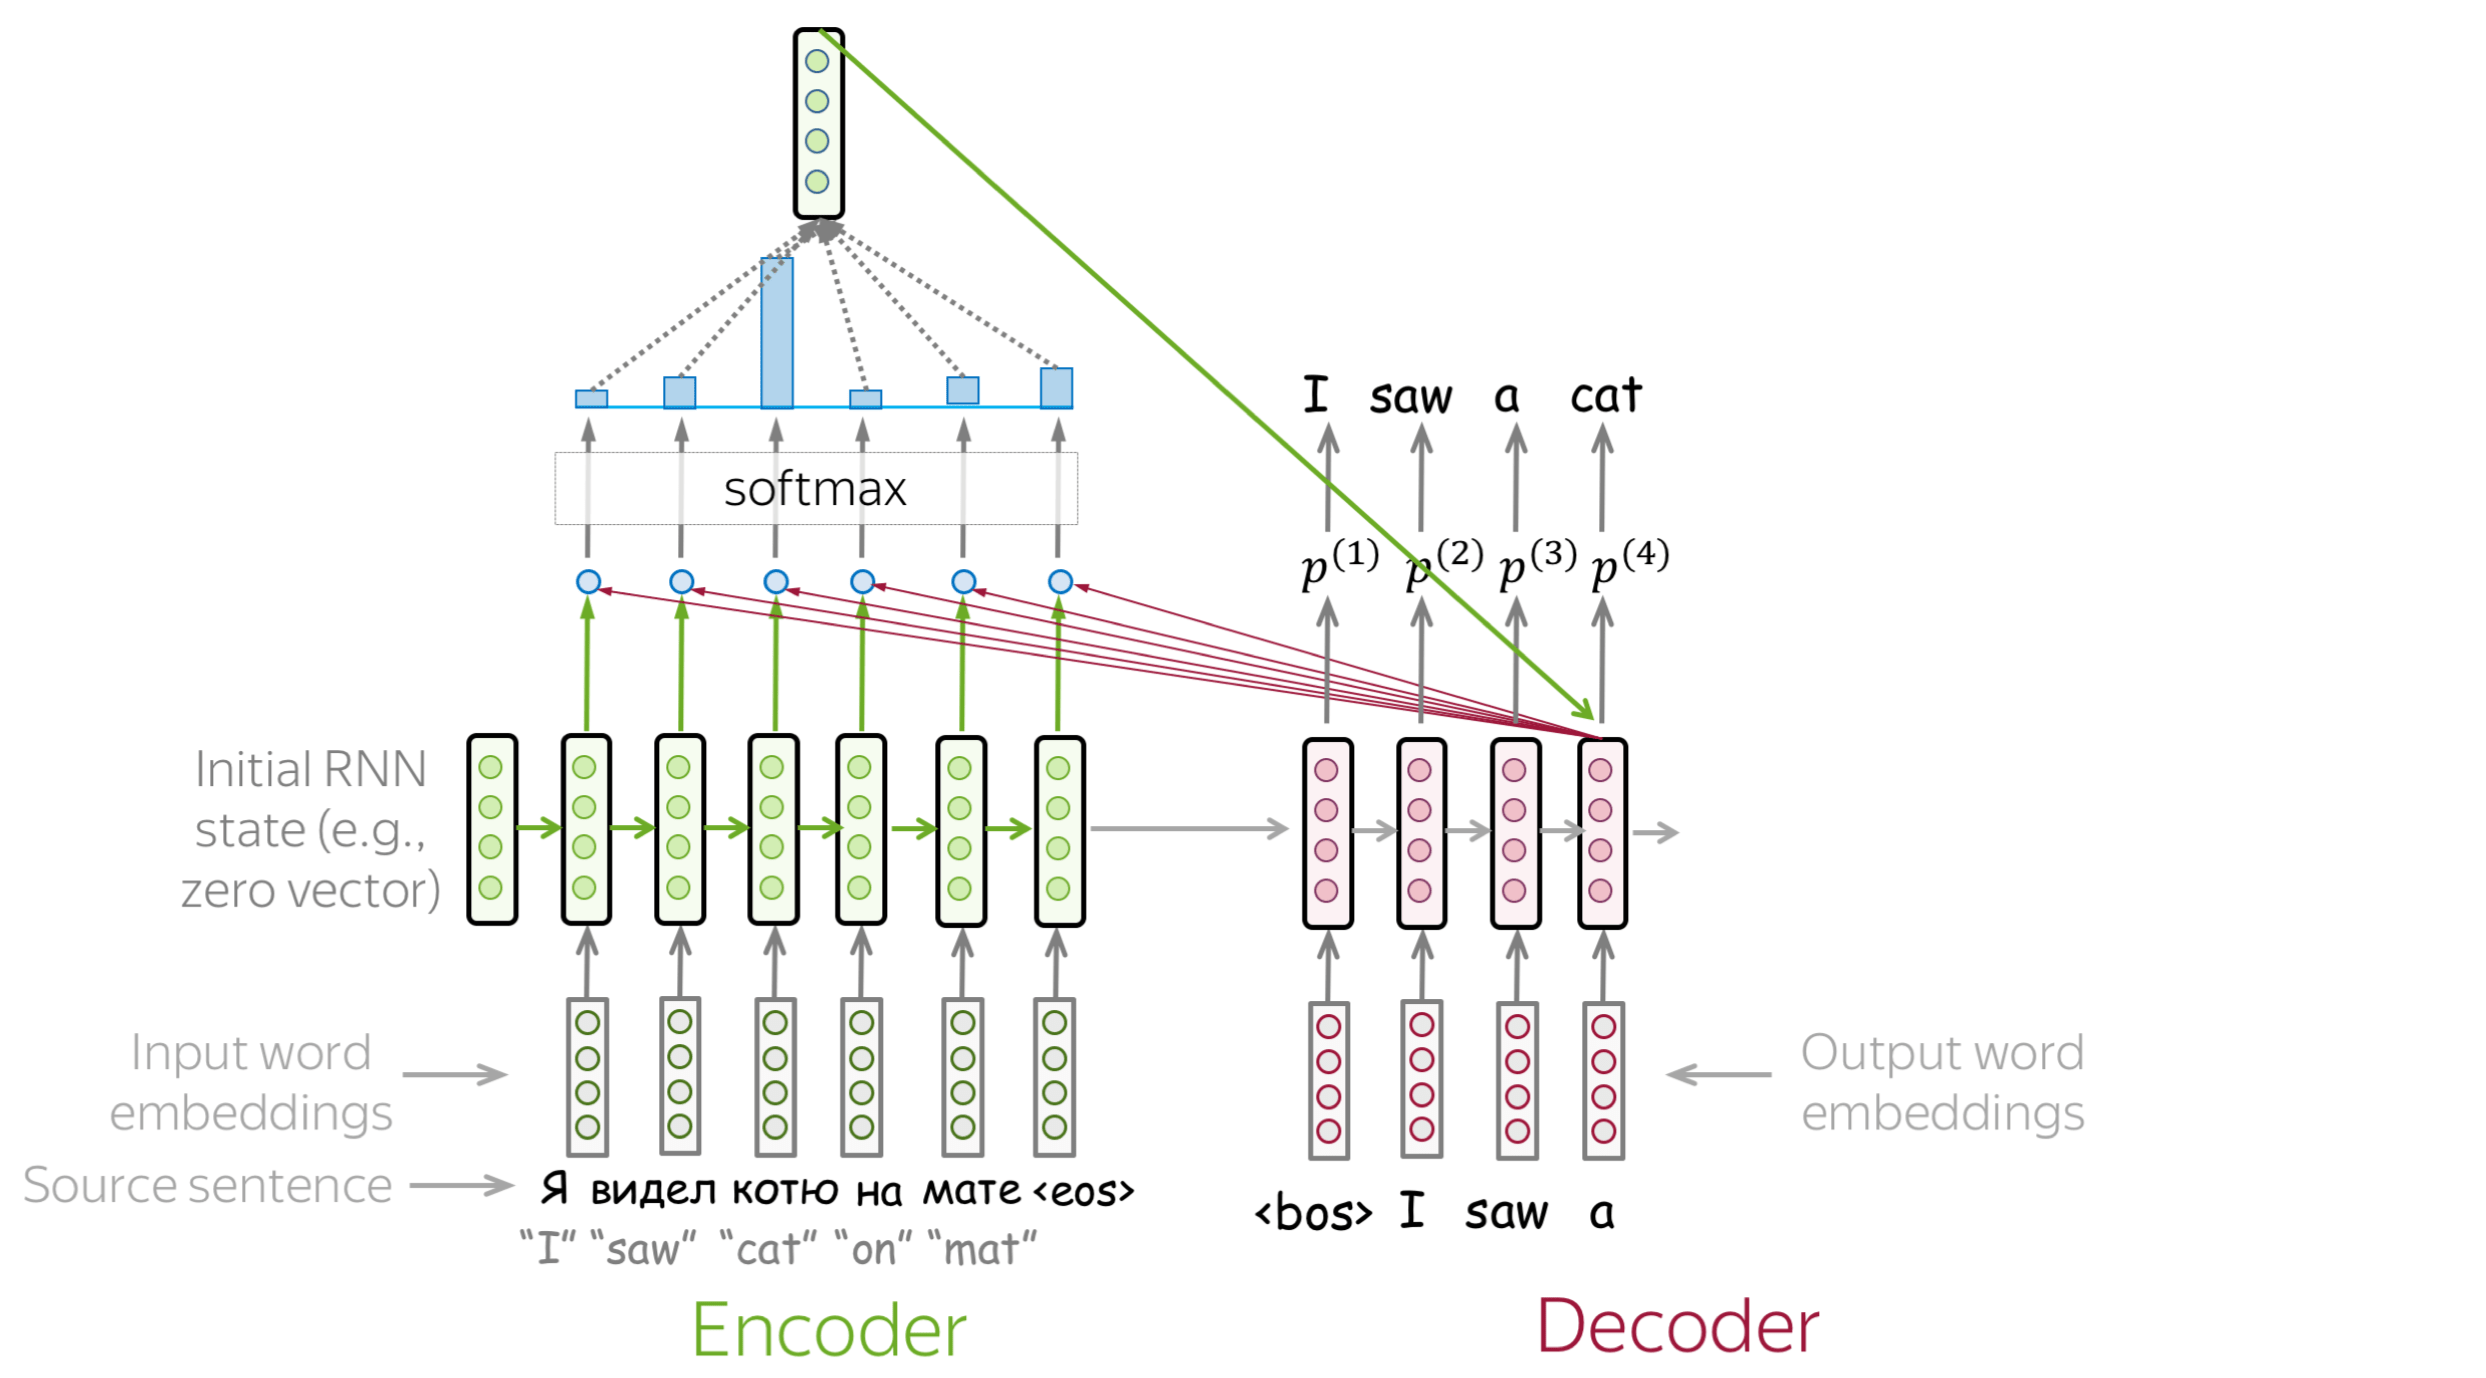 I saw a cat
softmax
p(1) p(2) p(3) p(4)
Initial RNN
state (e.g.,
zero vector)
Input word
embeddings
Output word
embeddings
Source sentence
Я видел котю на мате <eos>
"I" "saw" "cat" "on" "mat"
<bos> I saw a
Encoder
Decoder